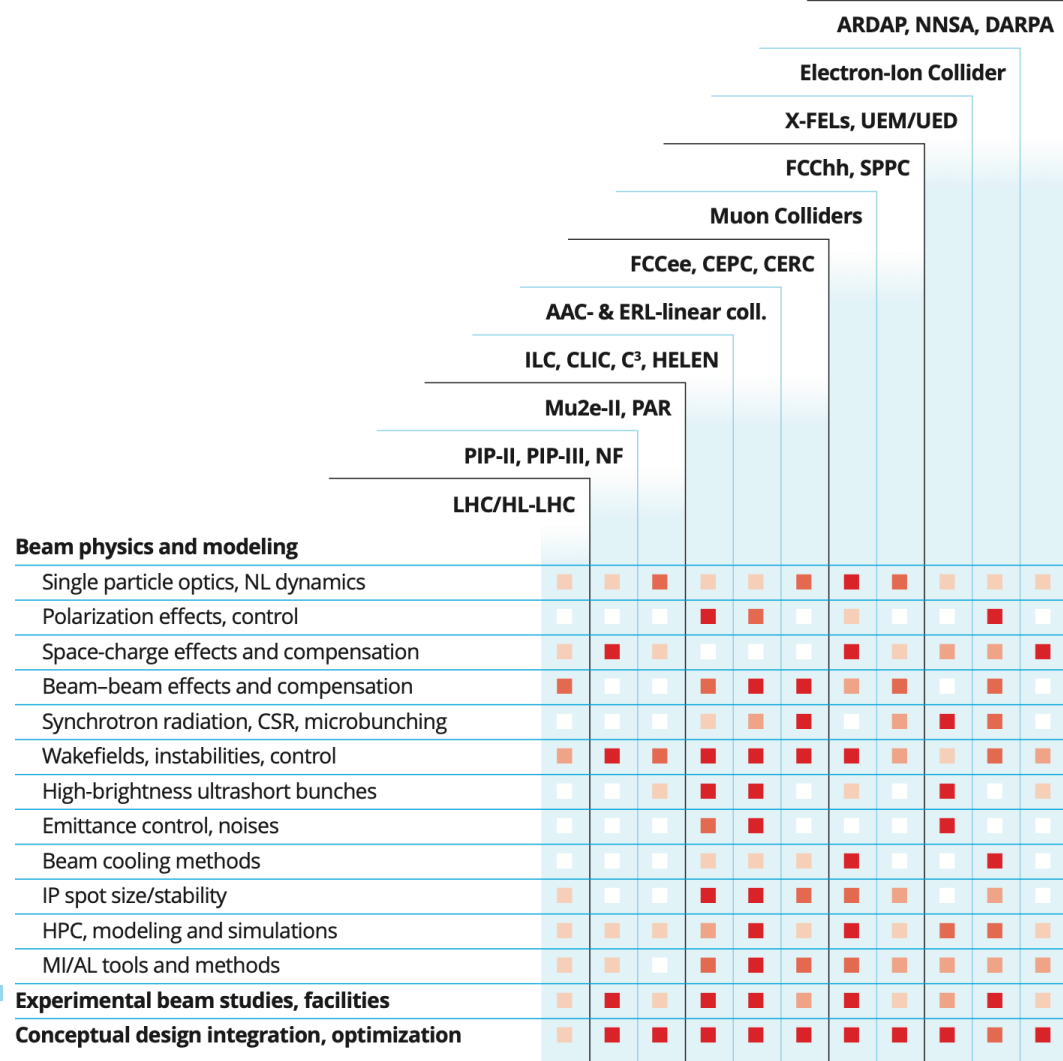 ARDAP, NNSA, DARPA
Electron-Ion Collider
X-FELs, UEM/UED
FCChh, SPPC
Muon Colliders
FCCee, CEPC, CERC
AAC- & ERL-linear coll.
ILC, CLIC, C³, HELEN
Mu2e-II, PAR
PIP-II, PIP-III, NF
LHC/HL-LHC
Beam physics and modeling
Single particle optics, NL dynamics
Polarization effects, control
Space-charge effects and compensation
Beam–beam effects and compensation
Synchrotron radiation, CSR, microbunching
Wakefields, instabilities, control
High-brightness ultrashort bunches
Emittance control, noises
Beam cooling methods
IP spot size/stability
HPC, modeling and simulations
MI/AL tools and methods
Experimental beam studies, facilities
Conceptual design integration, optimization